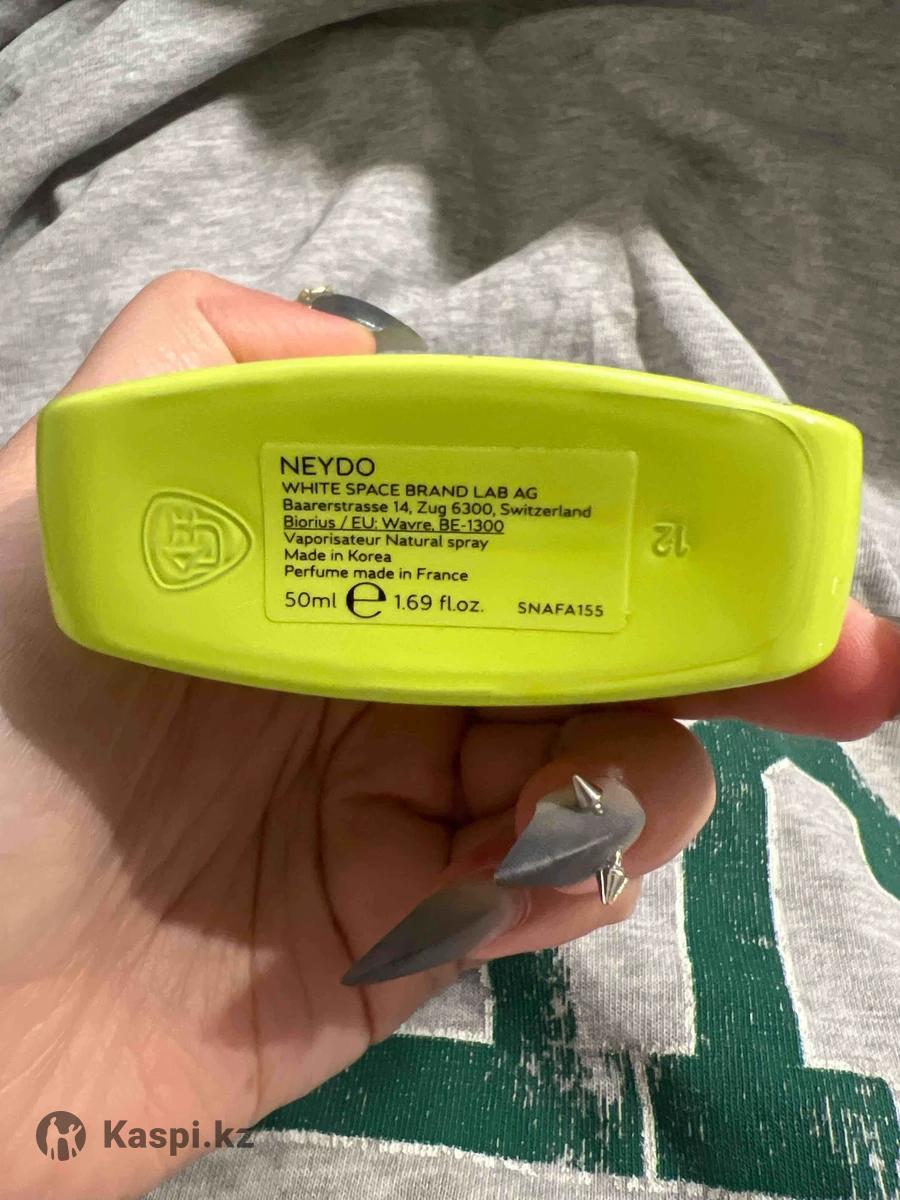 NEYDO
WHITE SPACE BRAND LAB AG
Baarerstrasse 14, Zug 6300, Switzerland
Biorius / EU: Wavre, BE-1300
Vaporisateur Natural spray
Made in Korea
Perfume made in France
50ml e 1.69 fl.oz. SNAFA155
12
Kaspi.kz